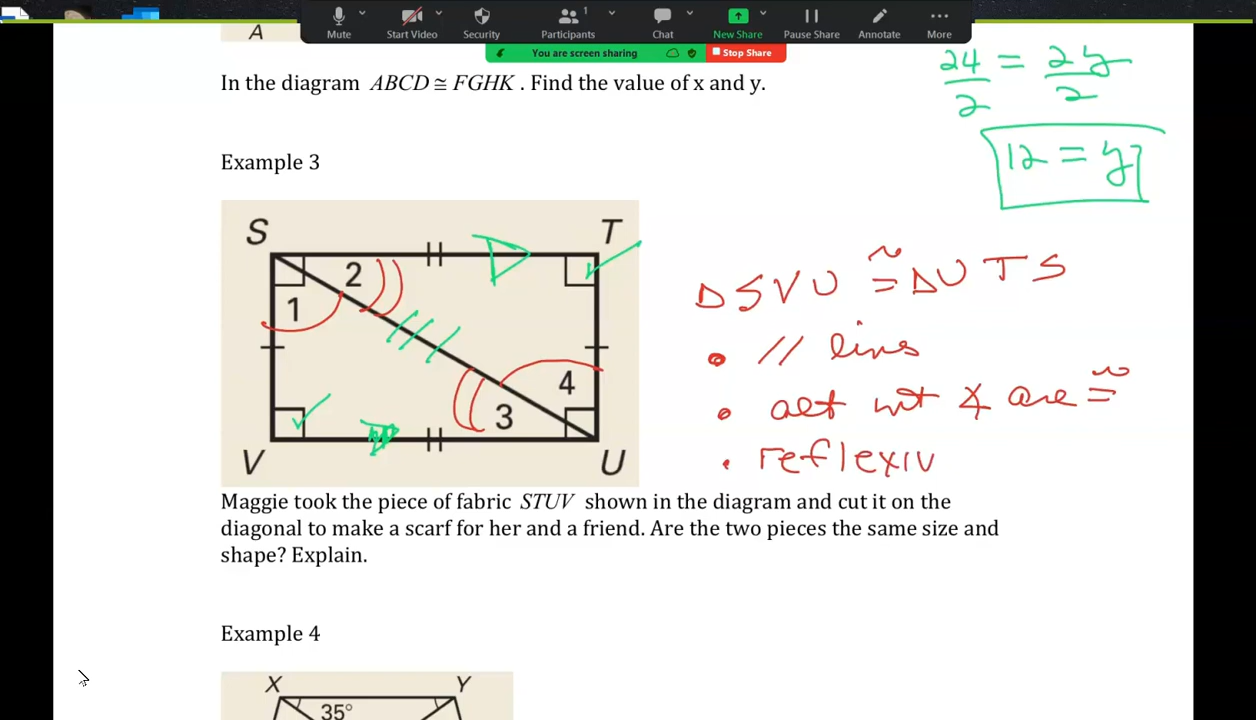 Mute
Start Video
Security
Participants
1
Chat
New Share
Pause Share
Annotate
More
You are screen sharing
Stop Share
A
In the diagram ABCD ≅ FGHK . Find the value of x and y.
24/2 = 2y/2
12 = y
Example 3
S
T
2
1
4
3
V
U
Δ SVU ≅ Δ UTS
• // lines
• alt int ∡ are ≅
• reflexiv
Maggie took the piece of fabric STUV shown in the diagram and cut it on the
diagonal to make a scarf for her and a friend. Are the two pieces the same size and
shape? Explain.
Example 4
X
Y
35°